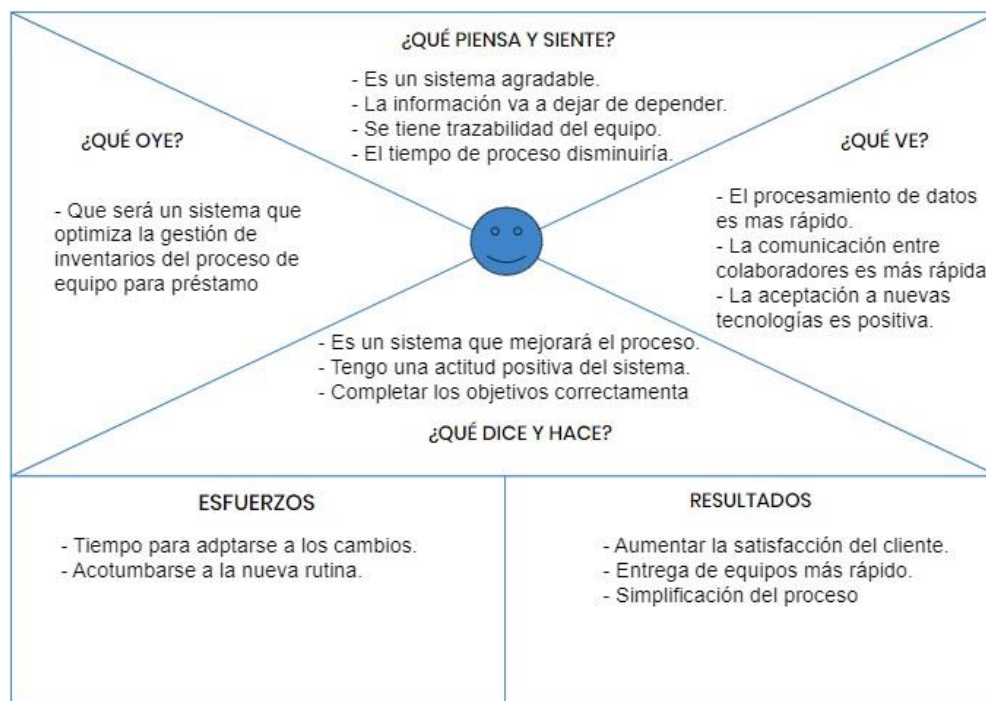 ¿QUÉ PIENSA Y SIENTE?
- Es un sistema agradable.
- La información va a dejar de depender.
- Se tiene trazabilidad del equipo.
- El tiempo de proceso disminuiría.
¿QUÉ OYE?
- Que será un sistema que
optimiza la gestión de
inventarios del proceso de
equipo para préstamo
¿QUÉ VE?
- El procesamiento de datos
es mas rápido.
- La comunicación entre
colaboradores es más rápida
- La aceptación a nuevas
tecnologías es positiva.
- Es un sistema que mejorará el proceso.
- Tengo una actitud positiva del sistema.
- Completar los objetivos correctamenta
¿QUÉ DICE Y HACE?
ESFUERZOS
- Tiempo para adptarse a los cambios.
- Acotumbarse a la nueva rutina.
RESULTADOS
- Aumentar la satisfacción del cliente.
- Entrega de equipos más rápido.
- Simplificación del proceso